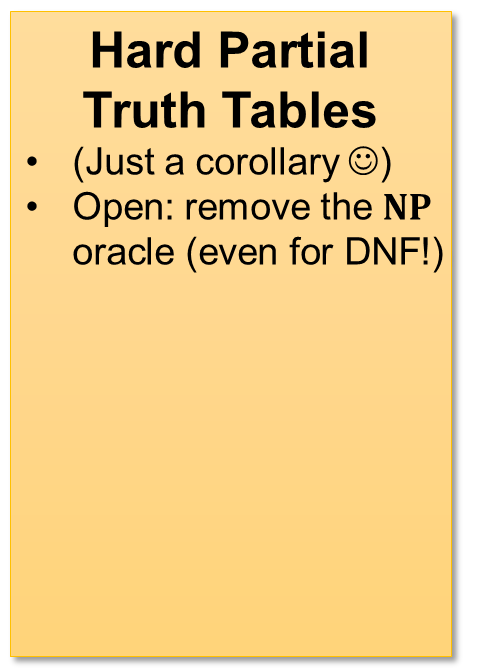 Hard Partial
Truth Tables
• (Just a corollary ☺)
• Open: remove the NP
oracle (even for DNF!)